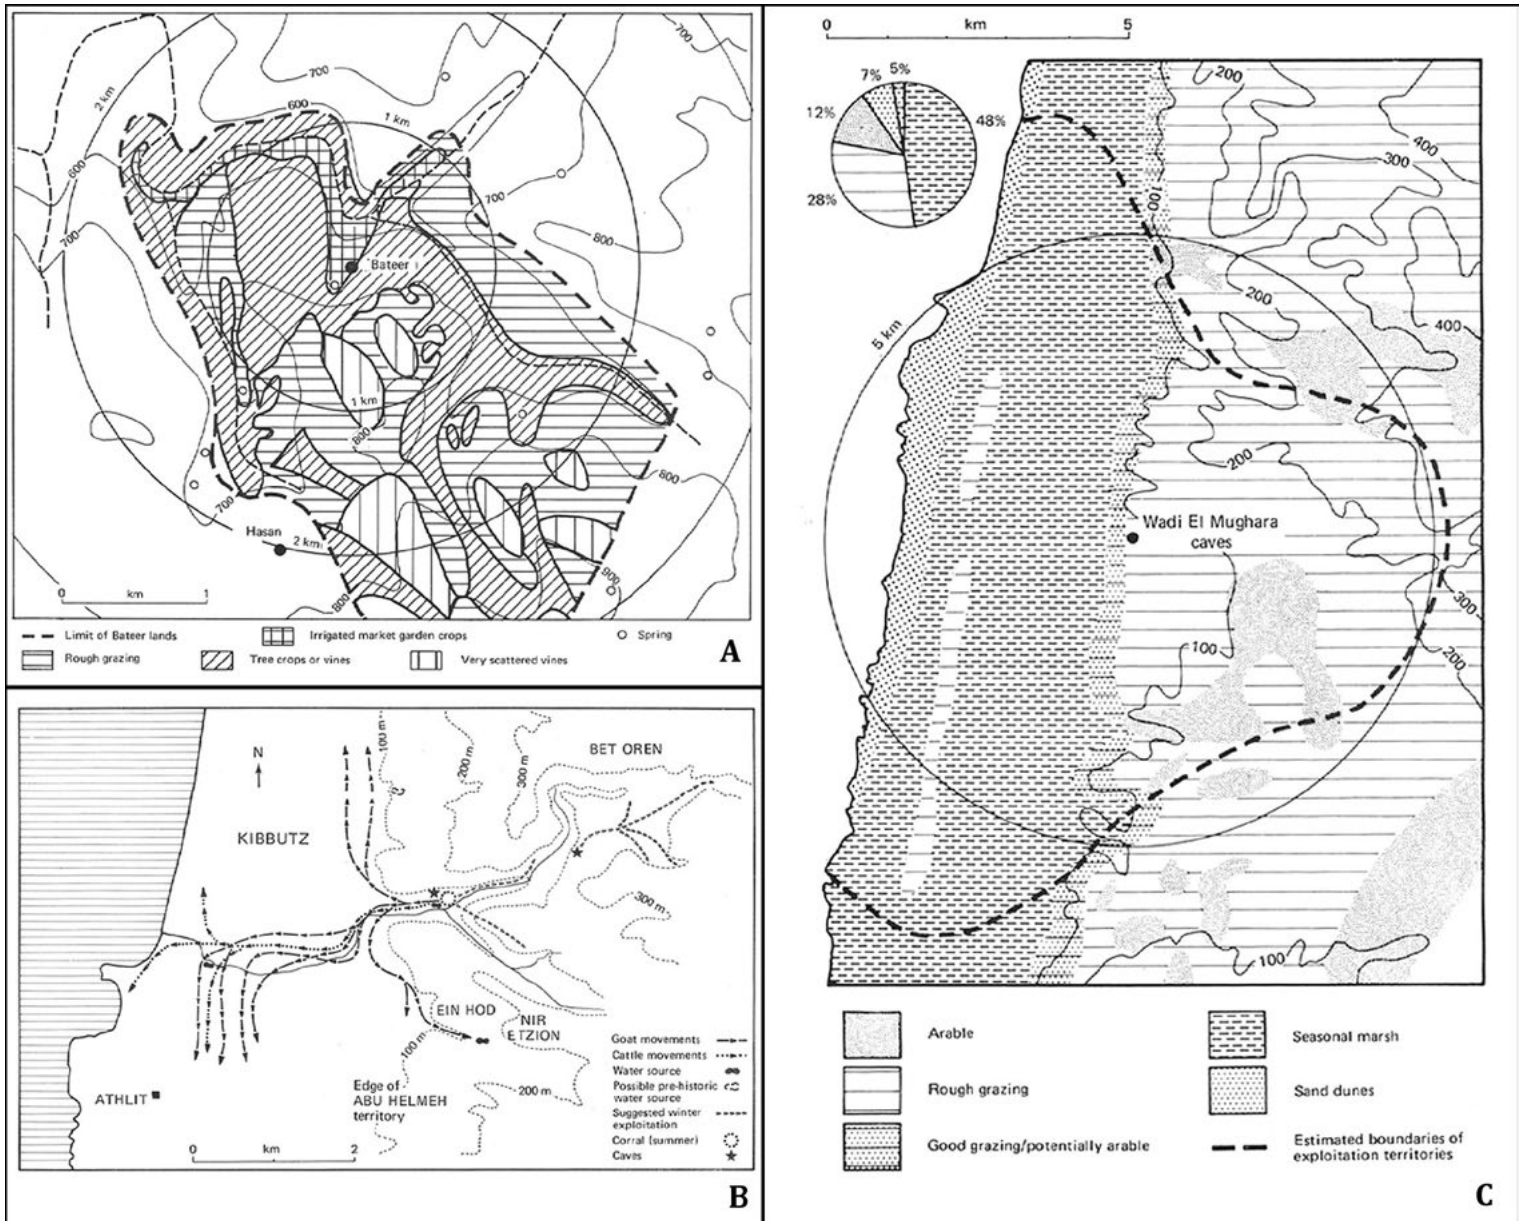 700
700
2 km
600
1 km
600
700
700
800
Bateer
1 km
800
800
700
Hasan
2 km
900
800
0 km 1
Limit of Bateer lands
Irrigated market garden crops
Spring
Rough grazing
Tree crops or vines
Very scattered vines
A
N
100 m
200 m
300 m
BET OREN
KIBBUTZ
300 m
EIN HOD
NIR
ETZION
100 m
ATHLIT
Edge of
ABU HELMEH
territory
200 m
0 km 2
Goat movements
Cattle movements
Water source
Possible pre-historic
water source
Suggested winter
exploitation
Corral (summer)
Caves
B
0 km 5
7% 5%
12%
48%
28%
200
400
300
100
200
5 km
400
200
Wadi El Mughara
caves
300
100
200
100
Arable
Seasonal marsh
Rough grazing
Sand dunes
Good grazing/potentially arable
Estimated boundaries of
exploitation territories
C